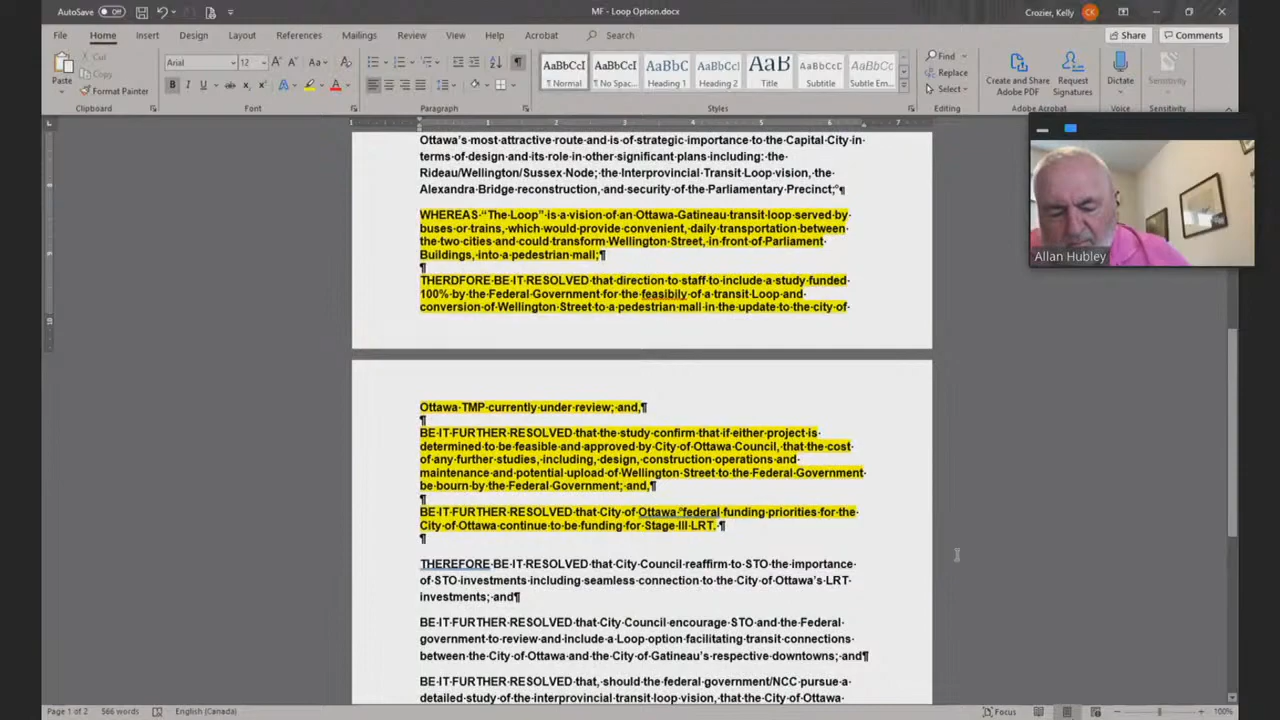 AutoSave Off
MF - Loop Option.docx
Crozier, Kelly CK
File Home Insert Design Layout References Mailings Review View Help Acrobat Search
Share Comments
Paste
Cut
Copy
Format Painter
Clipboard
Arial 12
Font
Paragraph
AaBbCcI AaBbCcI AaBbC AaBbCcI AaB AaBbCcC AaBbCcI
¶ Normal ¶ No Spac... Heading 1 Heading 2 Title Subtitle Subtle Em...
Styles
Find
Replace
Select
Editing
Create and Share
Adobe PDF
Request
Signatures
Adobe Acrobat
Dictate
Voice
Sensitivity
Sensitivity
Ottawa's most attractive route and is of strategic importance to the Capital City in
terms of design and its role in other significant plans including: the
Rideau/Wellington/Sussex Node; the Interprovincial Transit Loop vision, the
Alexandra Bridge reconstruction, and security of the Parliamentary Precinct;°¶
WHEREAS “The Loop” is a vision of an Ottawa-Gatineau transit loop served by
buses or trains, which would provide convenient, daily transportation between
the two cities and could transform Wellington Street, in front of Parliament
Buildings, into a pedestrian mall;¶
¶
THERDFORE BE IT RESOLVED that direction to staff to include a study funded
100% by the Federal Government for the feasibily of a transit Loop and
conversion of Wellington Street to a pedestrian mall in the update to the city of
Ottawa TMP currently under review; and,¶
¶
BE IT FURTHER RESOLVED that the study confirm that if either project is
determined to be feasible and approved by City of Ottawa Council, that the cost
of any further studies, including, design, construction operations and
maintenance and potential upload of Wellington Street to the Federal Government
be bourn by the Federal Government; and,¶
¶
BE IT FURTHER RESOLVED that City of Ottawa °federal funding priorities for the
City of Ottawa continue to be funding for Stage III LRT. ¶
¶
THEREFORE BE IT RESOLVED that City Council reaffirm to STO the importance
of STO investments including seamless connection to the City of Ottawa's LRT
investments; and¶
BE IT FURTHER RESOLVED that City Council encourage STO and the Federal
government to review and include a Loop option facilitating transit connections
between the City of Ottawa and the City of Gatineau's respective downtowns; and¶
BE IT FURTHER RESOLVED that, should the federal government/NCC pursue a
detailed study of the interprovincial transit loop vision, that the City of Ottawa
Allan Hubley
Page 1 of 2 566 words English (Canada)
Focus
100%